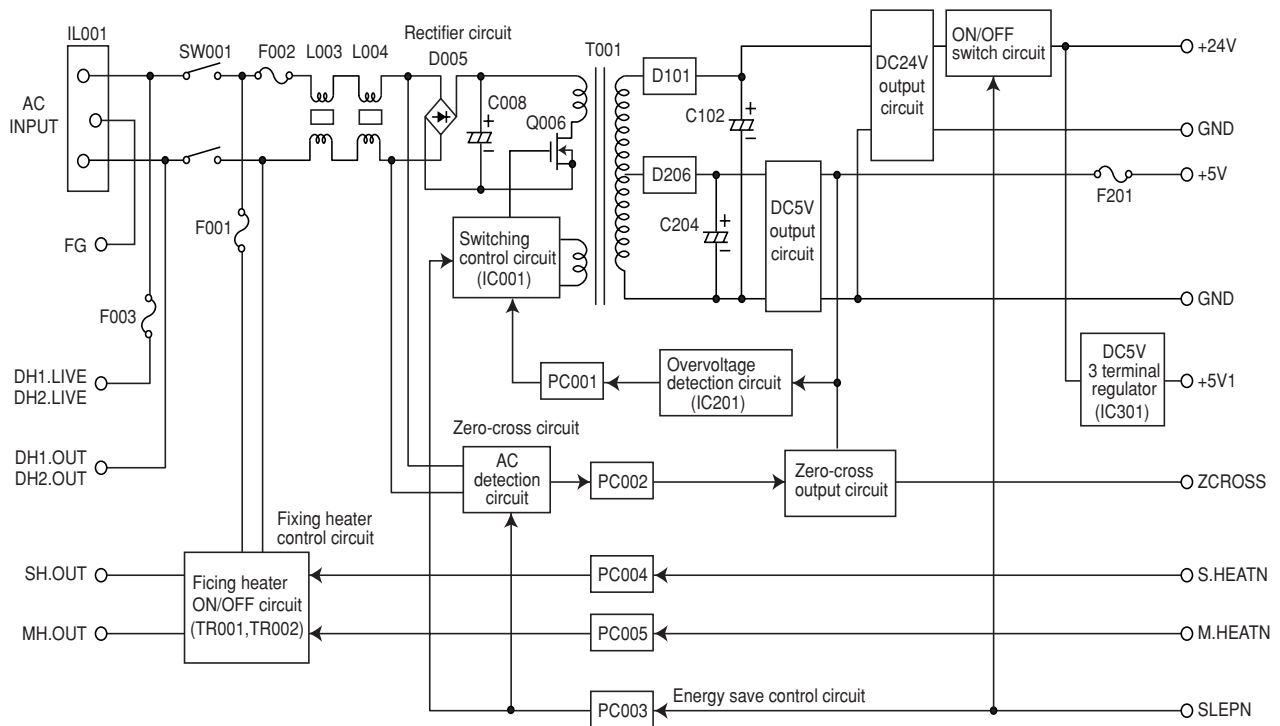 IL001
SW001
F002
L003
L004
Rectifier circuit
D005
T001
ON/OFF
switch circuit
+24V
D101
DC24V
output
circuit
AC
INPUT
C008
+
−
Q006
C102
+
−
GND
D206
+5V
F201
F001
C204
+
−
DC5V
output
circuit
FG
Switching
control circuit
(IC001)
GND
F003
DH1.LIVE
DH2.LIVE
PC001
Overvoltage
detection circuit
(IC201)
DC5V
3 terminal
regulator
(IC301)
+5V1
Zero-cross circuit
DH1.OUT
DH2.OUT
AC
detection
circuit
PC002
Zero-cross
output circuit
ZCROSS
Fixing heater
control circuit
SH.OUT
Ficing heater
ON/OFF circuit
(TR001,TR002)
PC004
S.HEATN
MH.OUT
PC005
M.HEATN
PC003
Energy save control circuit
SLEPN